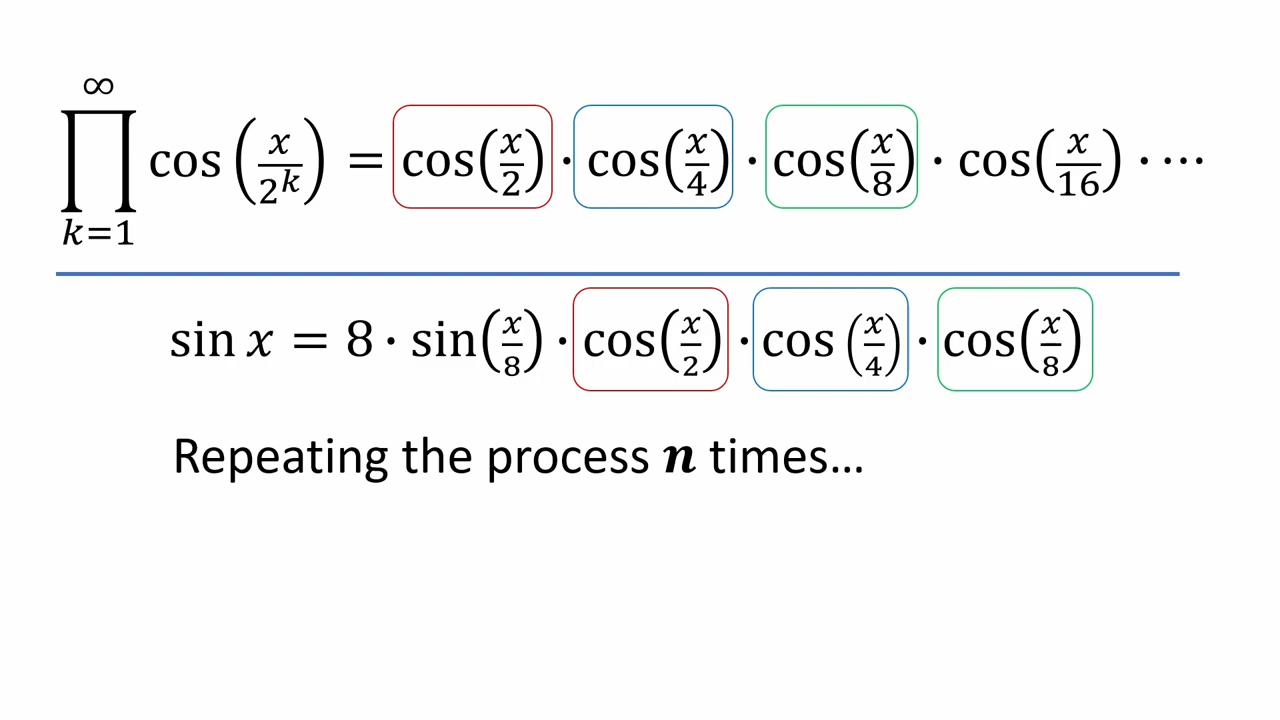 ∏_{k=1}^{∞} cos(x/2^k) = cos(x/2) · cos(x/4) · cos(x/8) · cos(x/16) · ⋯
sin x = 8 · sin(x/8) · cos(x/2) · cos(x/4) · cos(x/8)
Repeating the process n times…